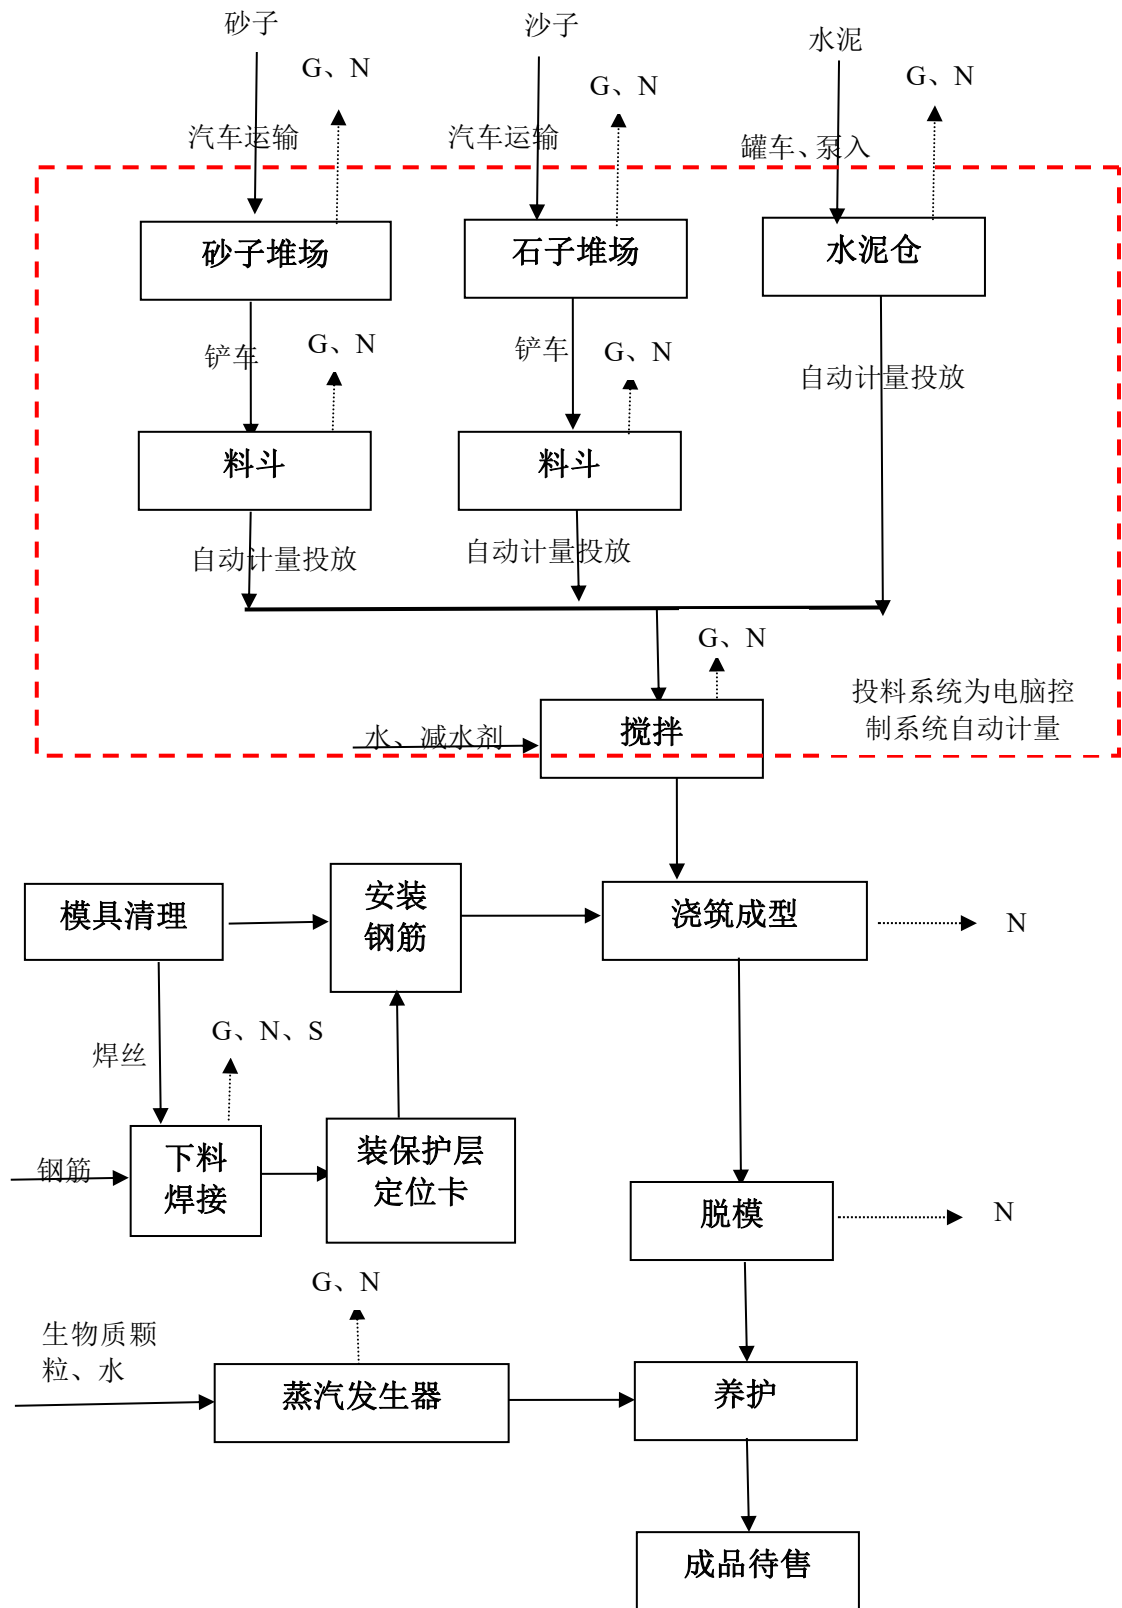 砂子
沙子
水泥
G、N
G、N
G、N
汽车运输
汽车运输
罐车、泵入
砂子堆场
石子堆场
水泥仓
铲车
G、N
铲车
G、N
自动计量投放
料斗
料斗
自动计量投放
自动计量投放
G、N
投料系统为电脑控
制系统自动计量
水、减水剂
搅拌
模具清理
安装
钢筋
浇筑成型
N
焊丝
G、N、S
钢筋
下料
焊接
装保护层
定位卡
脱模
N
G、N
生物质颗
粒、水
蒸汽发生器
养护
成品待售